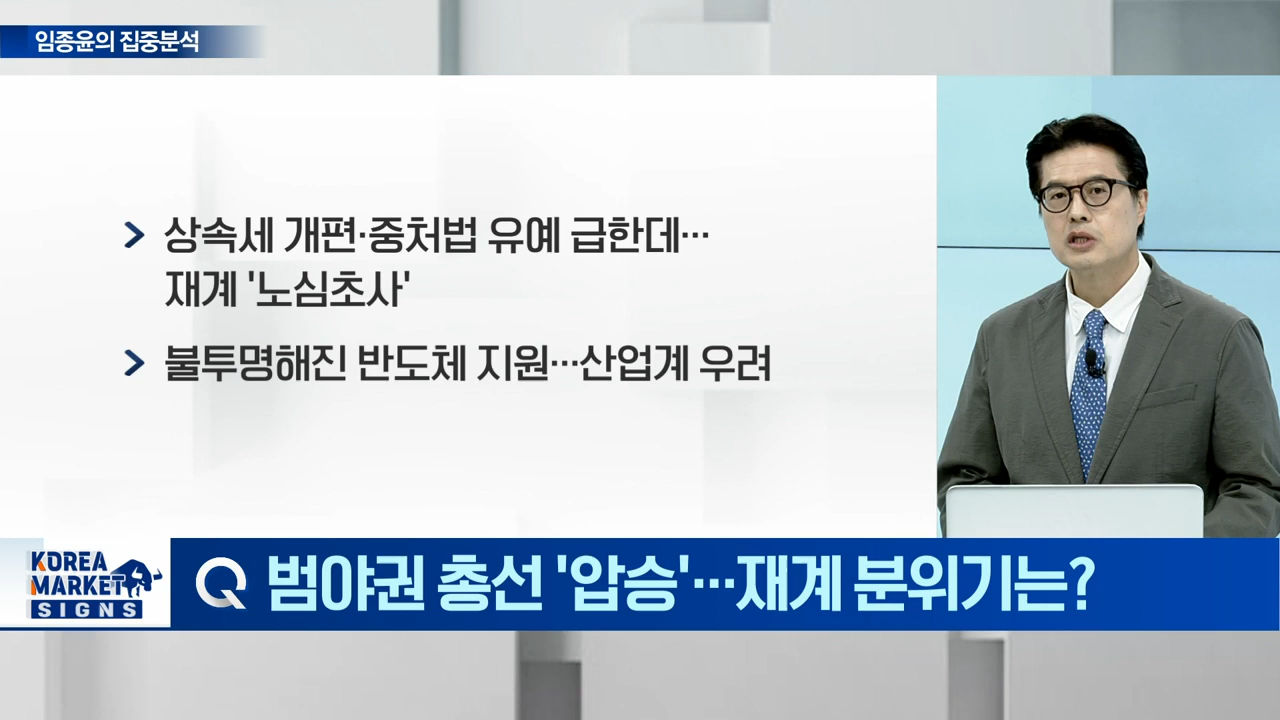 임종윤의 집중분석
상속세 개편·중처법 유예 급한데…
재계 '노심초사'
불투명해진 반도체 지원…산업계 우려
KOREA
MARKET
SIGNS
Q 범야권 총선 '압승'…재계 분위기는?